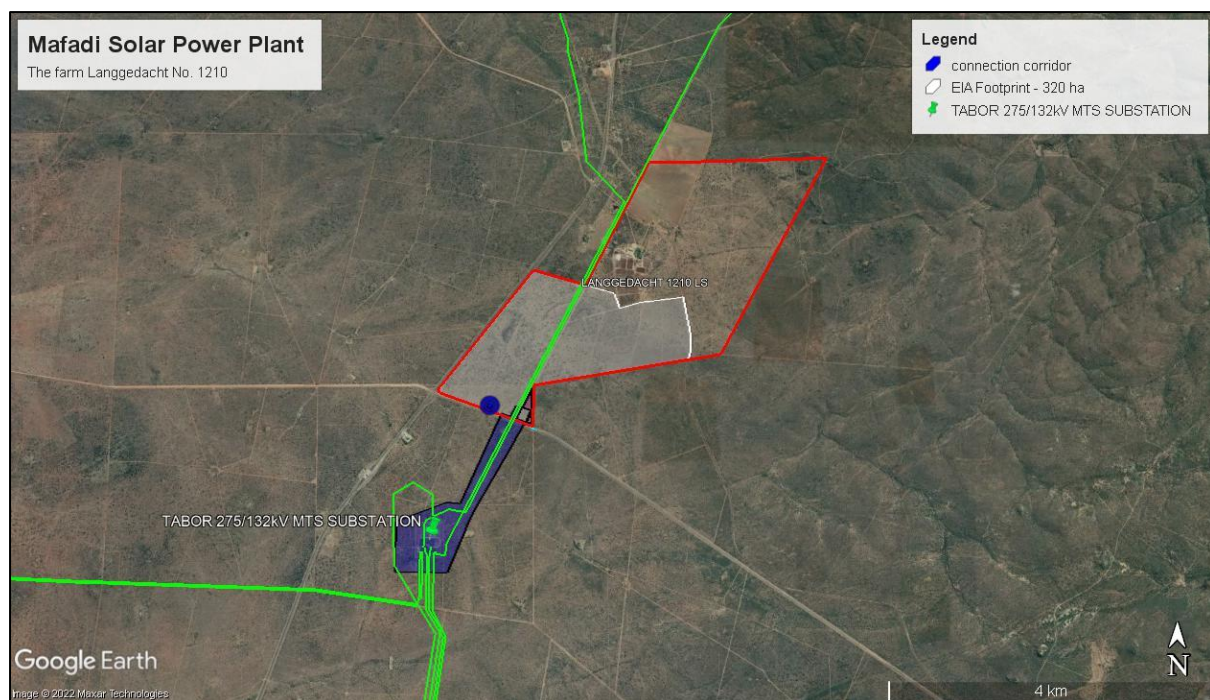 Mafadi Solar Power Plant
The farm Langgedacht No. 1210
Legend
connection corridor
EIA Footprint - 320 ha
TABOR 275/132kV MTS SUBSTATION
LANGGEDACHT 1210 LS
TABOR 275/132kV MTS SUBSTATION
Google Earth
Image © 2022 Maxar Technologies
N
4 km